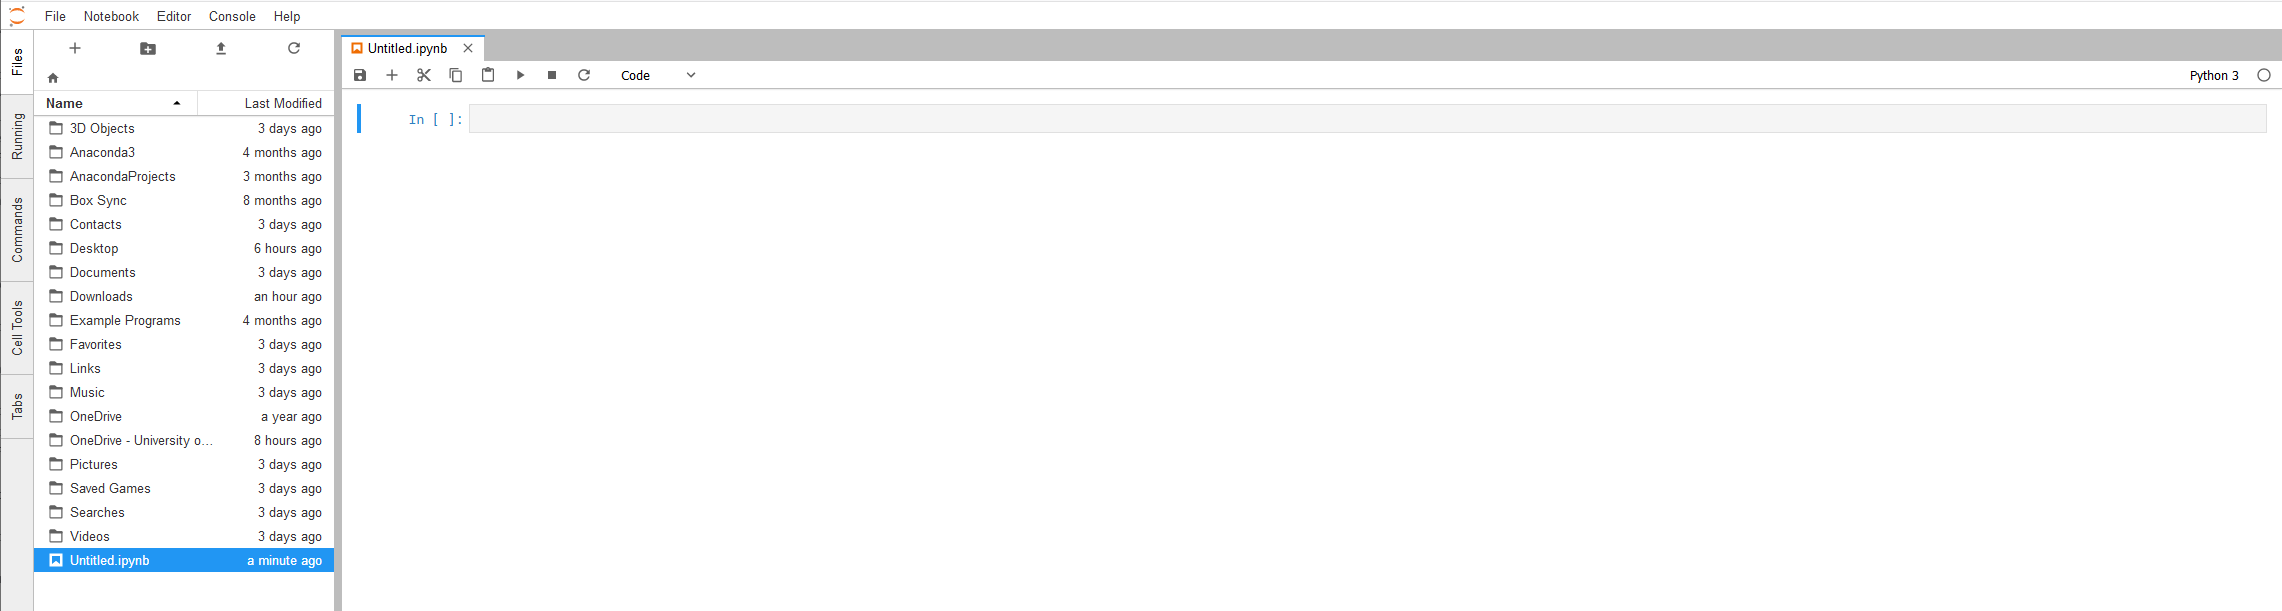 File Notebook Editor Console Help
Files
Running
Commands
Cell Tools
Tabs
Name Last Modified
3D Objects 3 days ago
Anaconda3 4 months ago
AnacondaProjects 3 months ago
Box Sync 8 months ago
Contacts 3 days ago
Desktop 6 hours ago
Documents 3 days ago
Downloads an hour ago
Example Programs 4 months ago
Favorites 3 days ago
Links 3 days ago
Music 3 days ago
OneDrive a year ago
OneDrive - University o... 8 hours ago
Pictures 3 days ago
Saved Games 3 days ago
Searches 3 days ago
Videos 3 days ago
Untitled.ipynb a minute ago
Untitled.ipynb
Code Python 3
In [ ]: